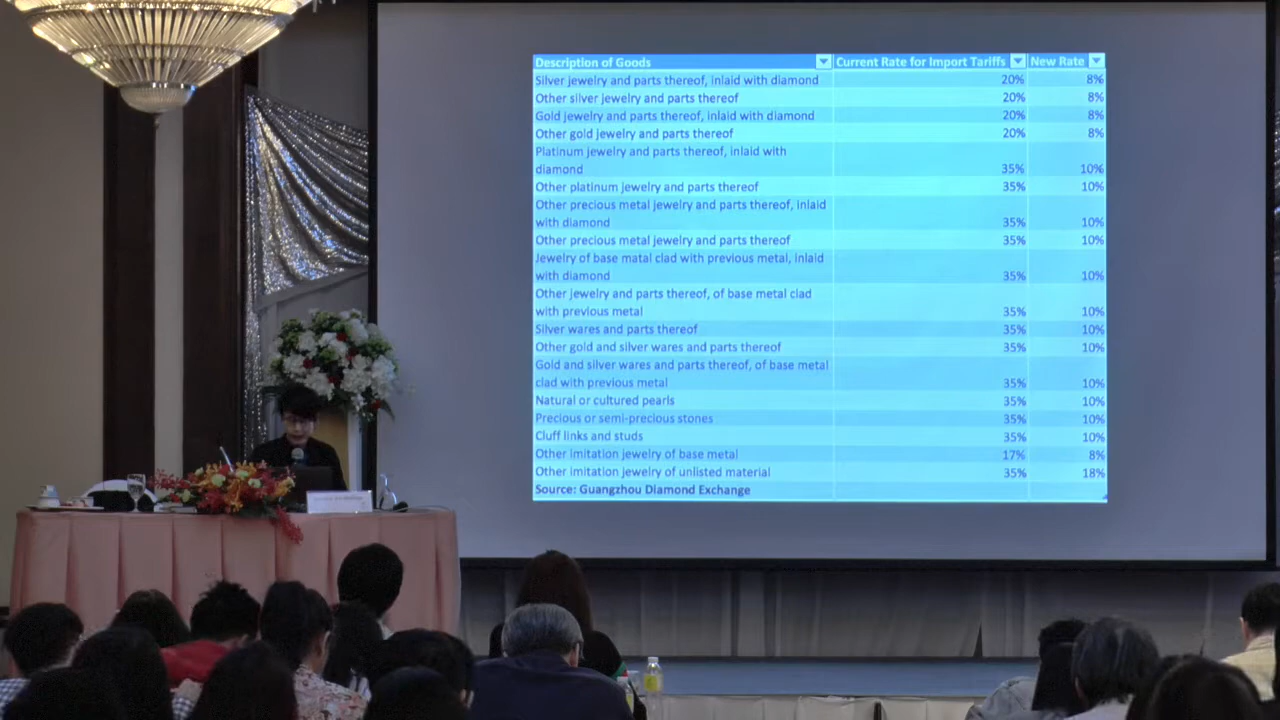 Description of Goods Current Rate for Import Tariffs New Rate
Silver jewelry and parts thereof, inlaid with diamond 20% 8%
Other silver jewelry and parts thereof 20% 8%
Gold jewelry and parts thereof, inlaid with diamond 20% 8%
Other gold jewelry and parts thereof 20% 8%
Platinum jewelry and parts thereof, inlaid with
diamond 35% 10%
Other platinum jewelry and parts thereof 35% 10%
Other precious metal jewelry and parts thereof, inlaid
with diamond 35% 10%
Other precious metal jewelry and parts thereof 35% 10%
Jewelry of base matal clad with previous metal, inlaid
with diamond 35% 10%
Other jewelry and parts thereof, of base metal clad
with previous metal 35% 10%
Silver wares and parts thereof 35% 10%
Other gold and silver wares and parts thereof 35% 10%
Gold and silver wares and parts thereof, of base metal
clad with previous metal 35% 10%
Natural or cultured pearls 35% 10%
Precious or semi-precious stones 35% 10%
Cluff links and studs 35% 10%
Other imitation jewelry of base metal 17% 8%
Other imitation jewelry of unlisted material 35% 18%
Source: Guangzhou Diamond Exchange